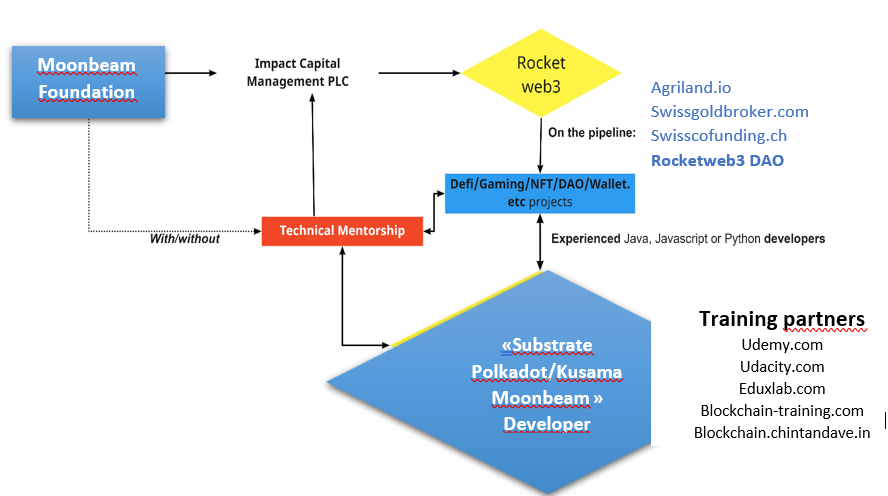 Moonbeam
Foundation
Impact Capital
Management PLC
Rocket
web3
Agriland.io
Swissgoldbroker.com
Swisscofunding.ch
Rocketweb3 DAO
On the pipeline:
Defi/Gaming/NFT/DAO/Wallet.
etc projects
Technical Mentorship
With/without
Experienced Java, Javascript or Python developers
«Substrate
Polkadot/Kusama
Moonbeam »
Developer
Training partners
Udemy.com
Udacity.com
Eduxlab.com
Blockchain-training.com
Blockchain.chintandave.in